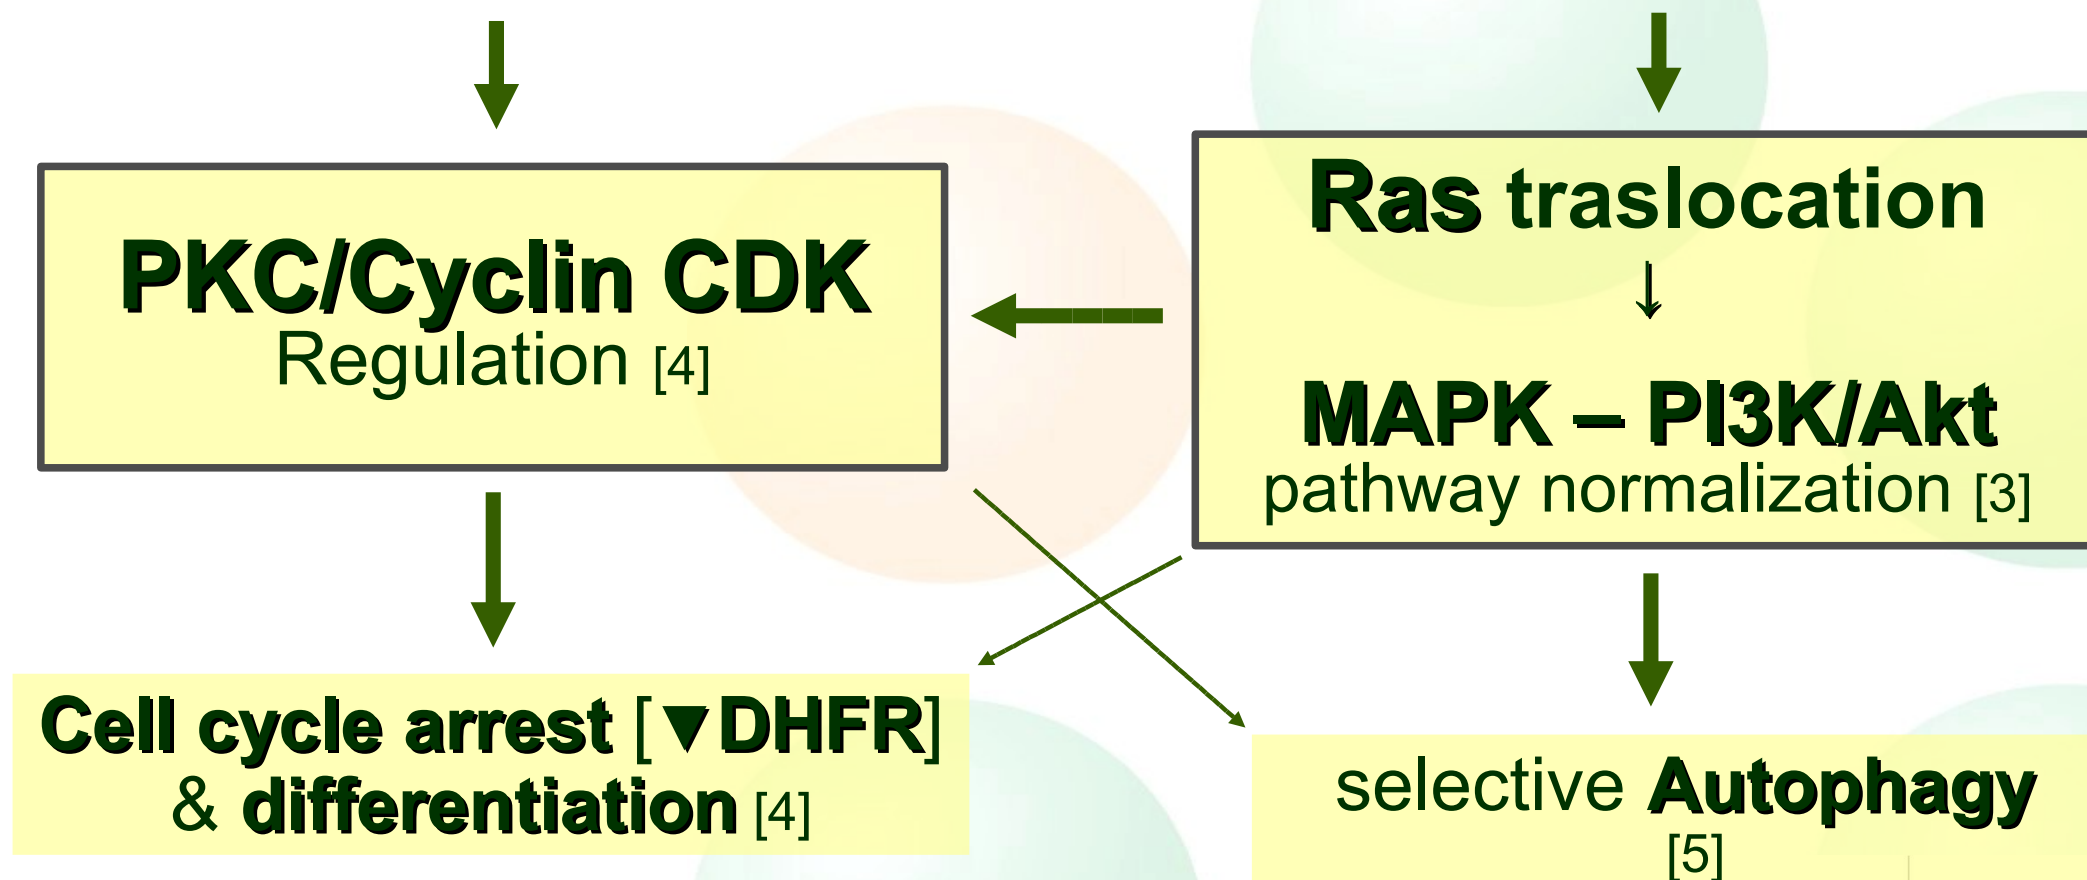 PKC/Cyclin CDK
Regulation [4]
Ras traslocation
↓
MAPK – PI3K/Akt
pathway normalization [3]
Cell cycle arrest [▼DHFR]
& differentiation [4]
selective Autophagy
[5]